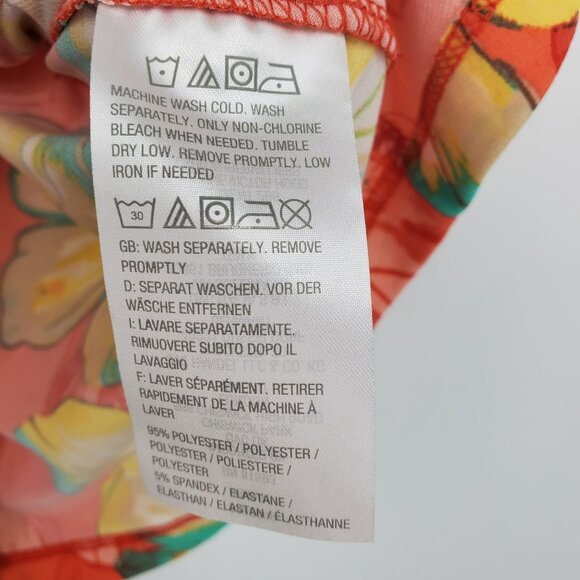 MACHINE WASH COLD. WASH
SEPARATELY. ONLY NON-CHLORINE
BLEACH WHEN NEEDED. TUMBLE
DRY LOW. REMOVE PROMPTLY. LOW
IRON IF NEEDED
30
GB: WASH SEPARATELY. REMOVE
PROMPTLY
D: SEPARAT WASCHEN. VOR DER
WÄSCHE ENTFERNEN
I: LAVARE SEPARATAMENTE.
RIMUOVERE SUBITO DOPO IL
LAVAGGIO
F: LAVER SÉPARÉMENT. RETIRER
RAPIDEMENT DE LA MACHINE À
LAVER
95% POLYESTER / POLYESTER /
POLYESTER / POLIESTERE /
POLYESTER
5% SPANDEX / ELASTANE /
ELASTHAN / ELASTAN / ÉLASTHANNE